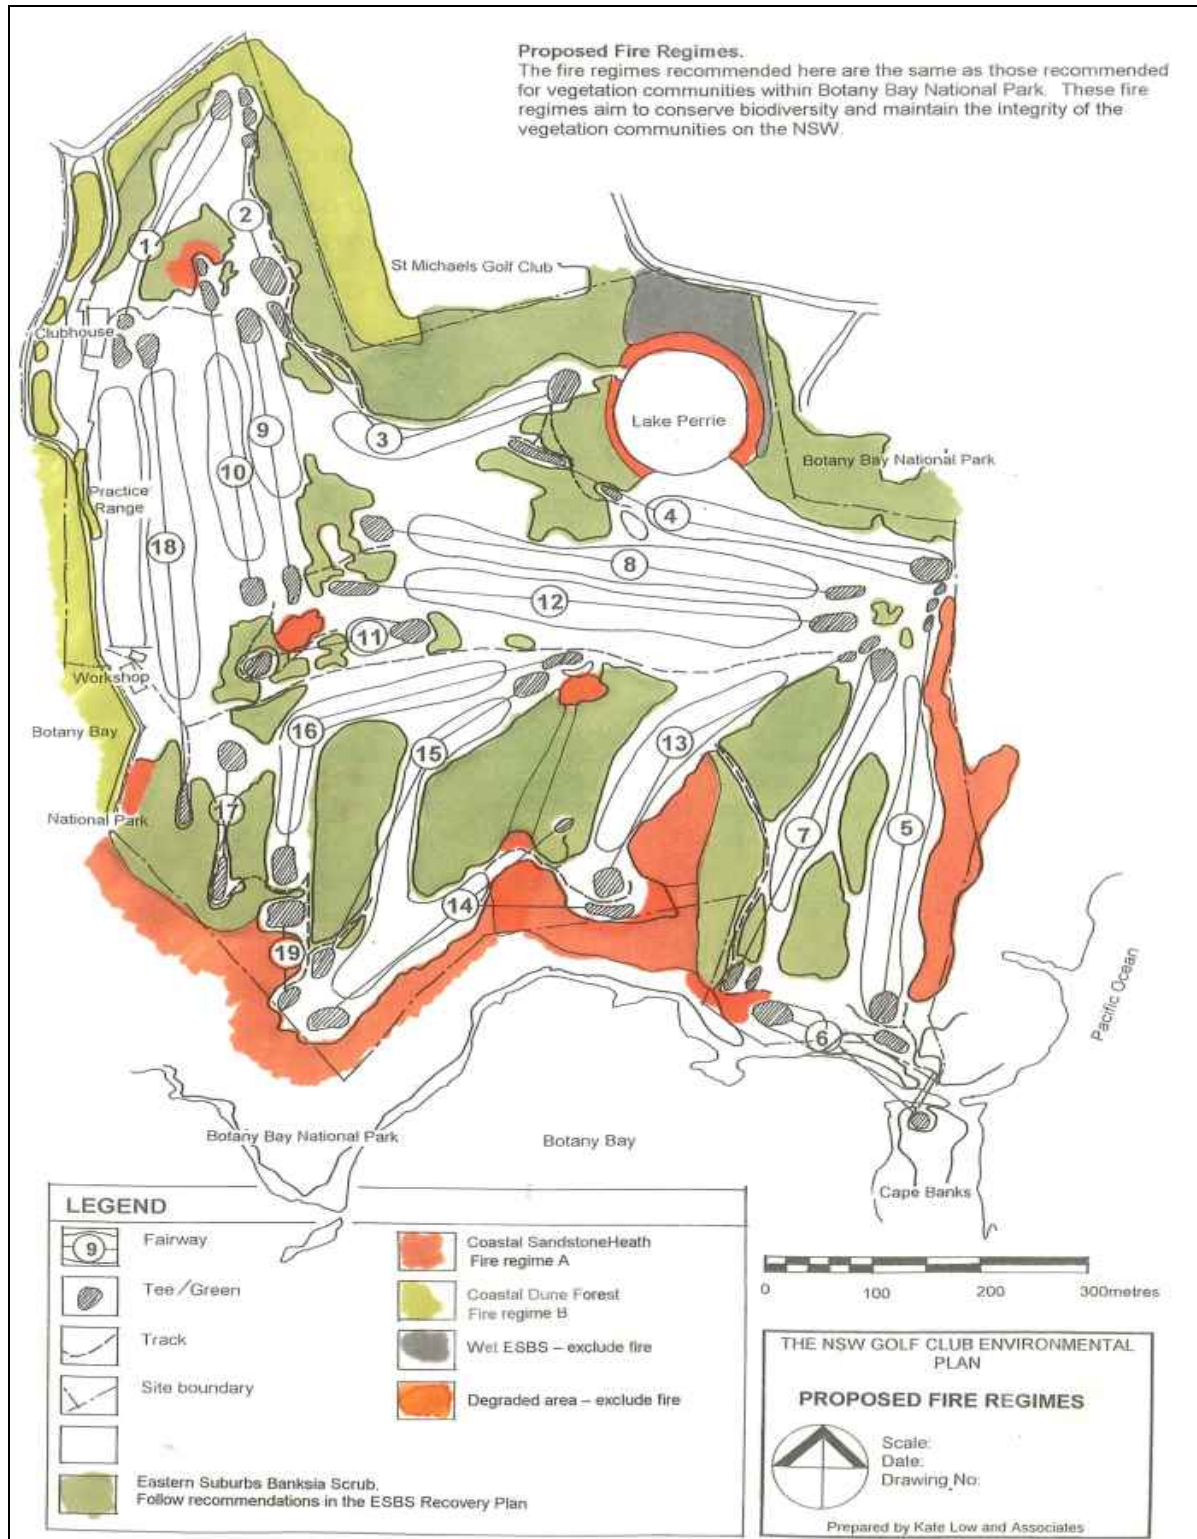 Proposed Fire Regimes.
The fire regimes recommended here are the same as those recommended
for vegetation communities within Botany Bay National Park. These fire
regimes aim to conserve biodiversity and maintain the integrity of the
vegetation communities on the NSW.
2
1
St Michaels Golf Club
Clubhouse
Lake Perrie
3
9
10
Botany Bay National Park
Practice
Range
4
18
8
12
11
Workshop
Botany Bay
16
15
13
National Park
17
7
5
14
19
Pacific Ocean
6
Botany Bay National Park
Botany Bay
Cape Banks
LEGEND
9
Fairway
Tee/Green
Track
Site boundary
Eastern Suburbs Banksia Scrub.
Follow recommendations in the ESBS Recovery Plan
Coastal SandstoneHeath
Fire regime A
Coastal Dune Forest
Fire regime B
Wet ESBS – exclude fire
Degraded area – exclude fire
0 100 200 300metres
THE NSW GOLF CLUB ENVIRONMENTAL
PLAN
PROPOSED FIRE REGIMES
Scale:
Date:
Drawing No:
Prepared by Kate Low and Associates